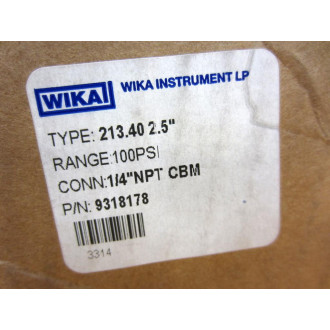 WIKA WIKA INSTRUMENT LP
TYPE: 213.40 2.5"
RANGE:100PSI
CONN:1/4"NPT CBM
P/N: 9318178
3314